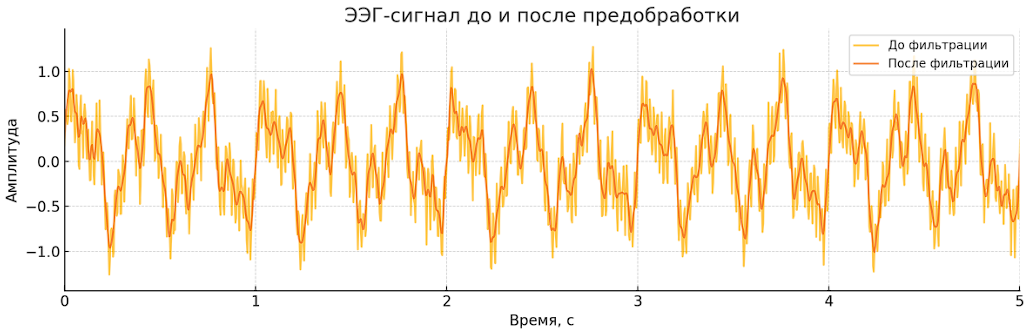 ЭЭГ-сигнал до и после предобработки
До фильтрации
После фильтрации
Амплитуда
1.0
0.5
0.0
−0.5
−1.0
0 1 2 3 4 5
Время, с